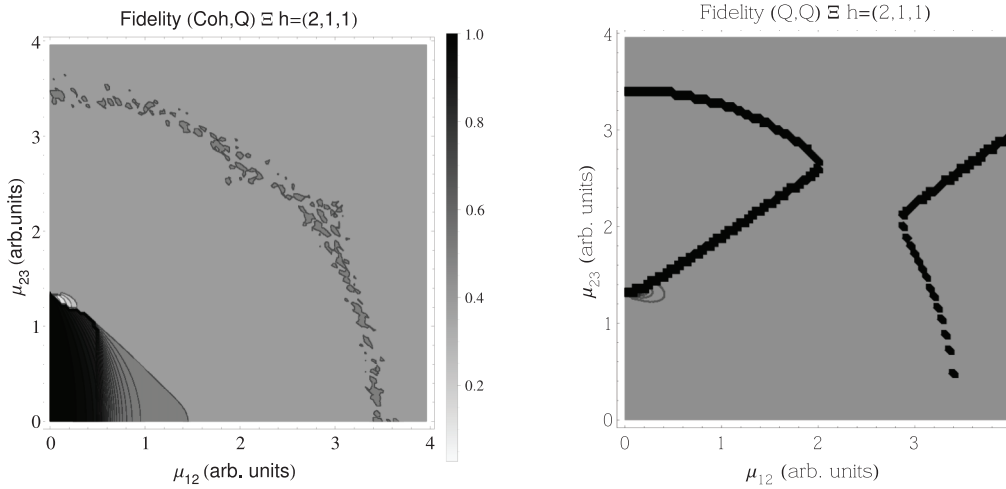 Fidelity (Coh,Q) Ξ h=(2,1,1)
4
3
2
1
0
μ23 (arb.units)
0 1 2 3 4
μ12 (arb. units)
1.0
0.8
0.6
0.4
0.2
Fidelity (Q,Q) Ξ h=(2,1,1)
4
3
2
1
0
μ23 (arb. units)
0 1 2 3
μ12 (arb. units)